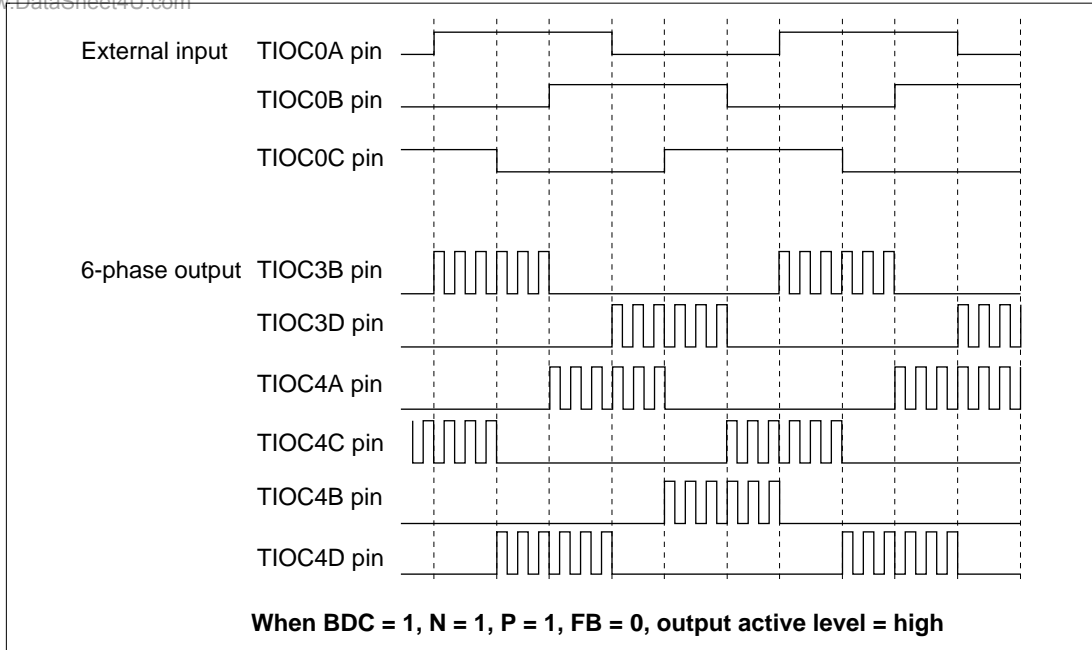 w.DataSheet4U.com
External input TIOC0A pin
TIOC0B pin
TIOC0C pin
6-phase output TIOC3B pin
TIOC3D pin
TIOC4A pin
TIOC4C pin
TIOC4B pin
TIOC4D pin
When BDC = 1, N = 1, P = 1, FB = 0, output active level = high